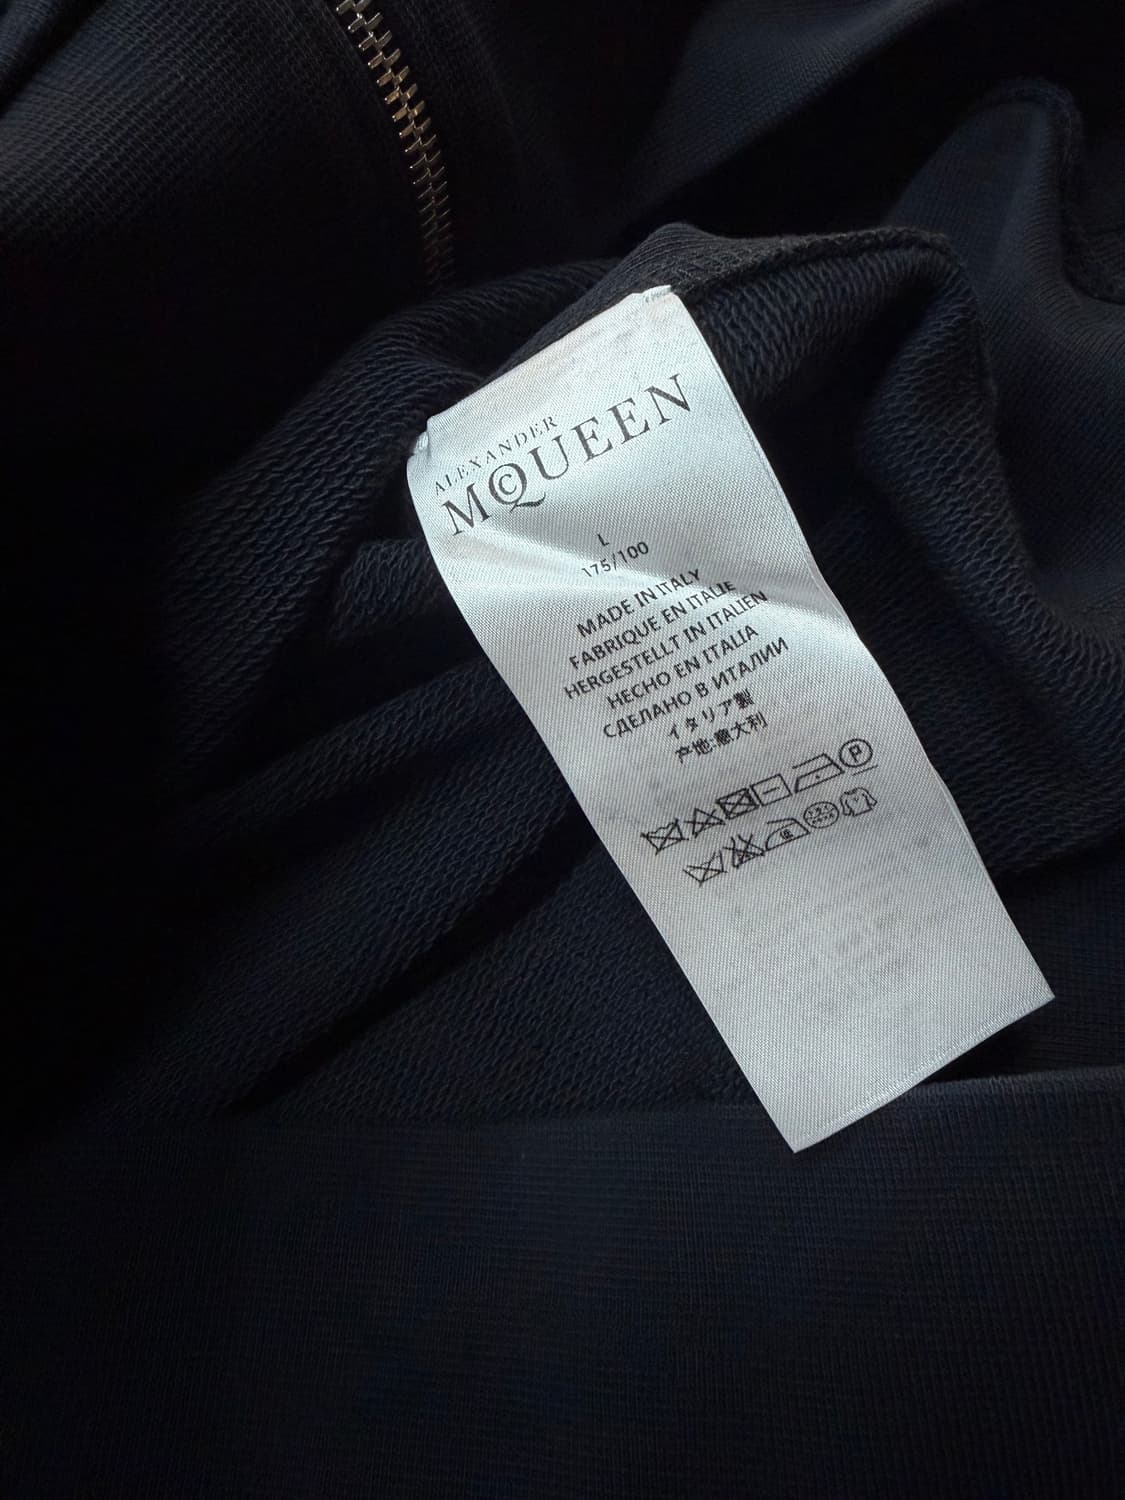 ALEXANDER
MCQUEEN
L
175/100
MADE IN ITALY
FABRIQUE EN ITALIE
HERGESTELLT IN ITALIEN
HECHO EN ITALIA
СДЕЛАНО В ИТАЛИИ
イタリア製
产地:意大利
P